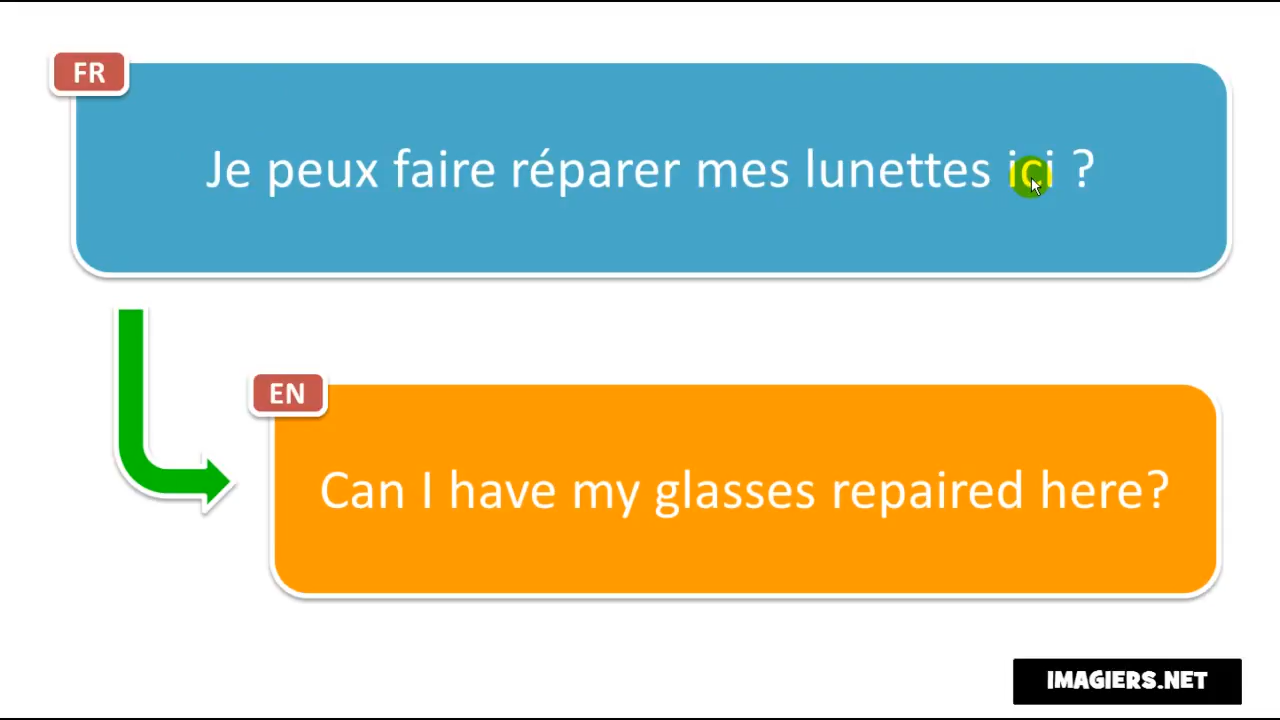 FR
Je peux faire réparer mes lunettes ici ?
EN
Can I have my glasses repaired here?
IMAGIERS.NET